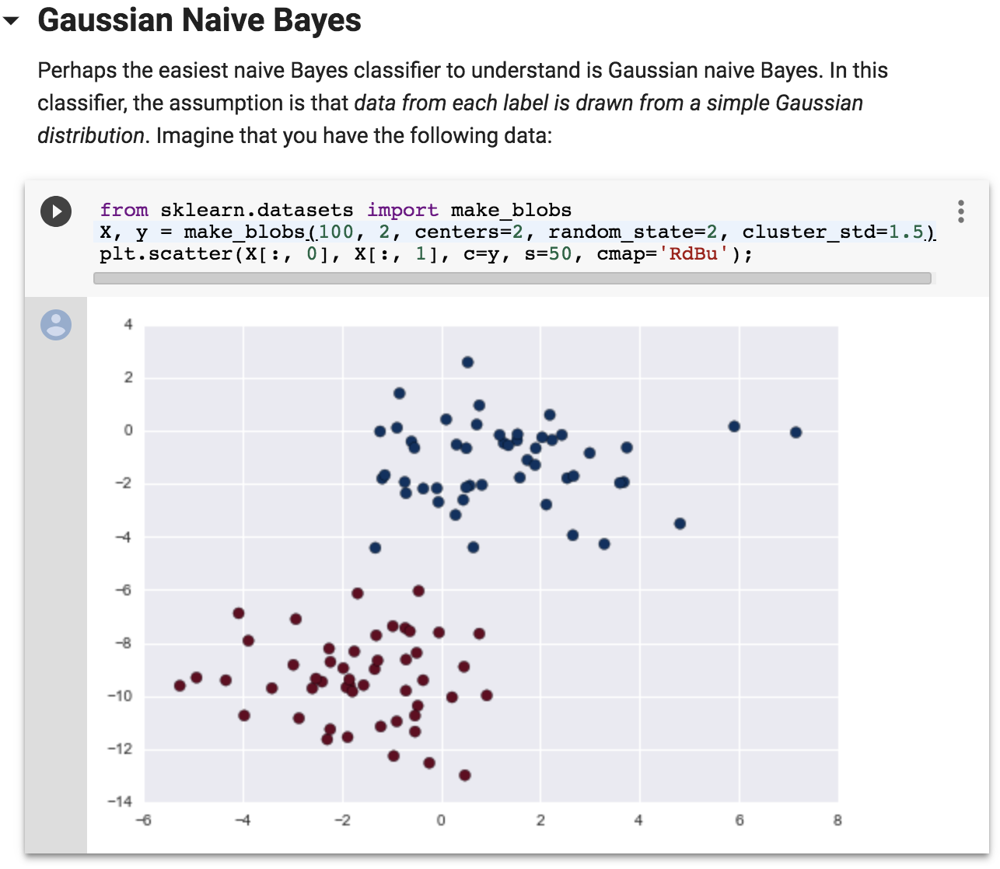 Gaussian Naive Bayes
Perhaps the easiest naive Bayes classifier to understand is Gaussian naive Bayes. In this
classifier, the assumption is that data from each label is drawn from a simple Gaussian
distribution. Imagine that you have the following data:
from sklearn.datasets import make_blobs
X, y = make_blobs(100, 2, centers=2, random_state=2, cluster_std=1.5)
plt.scatter(X[:, 0], X[:, 1], c=y, s=50, cmap='RdBu');
4
2
0
−2
−4
−6
−8
−10
−12
−14
−6 −4 −2 0 2 4 6 8